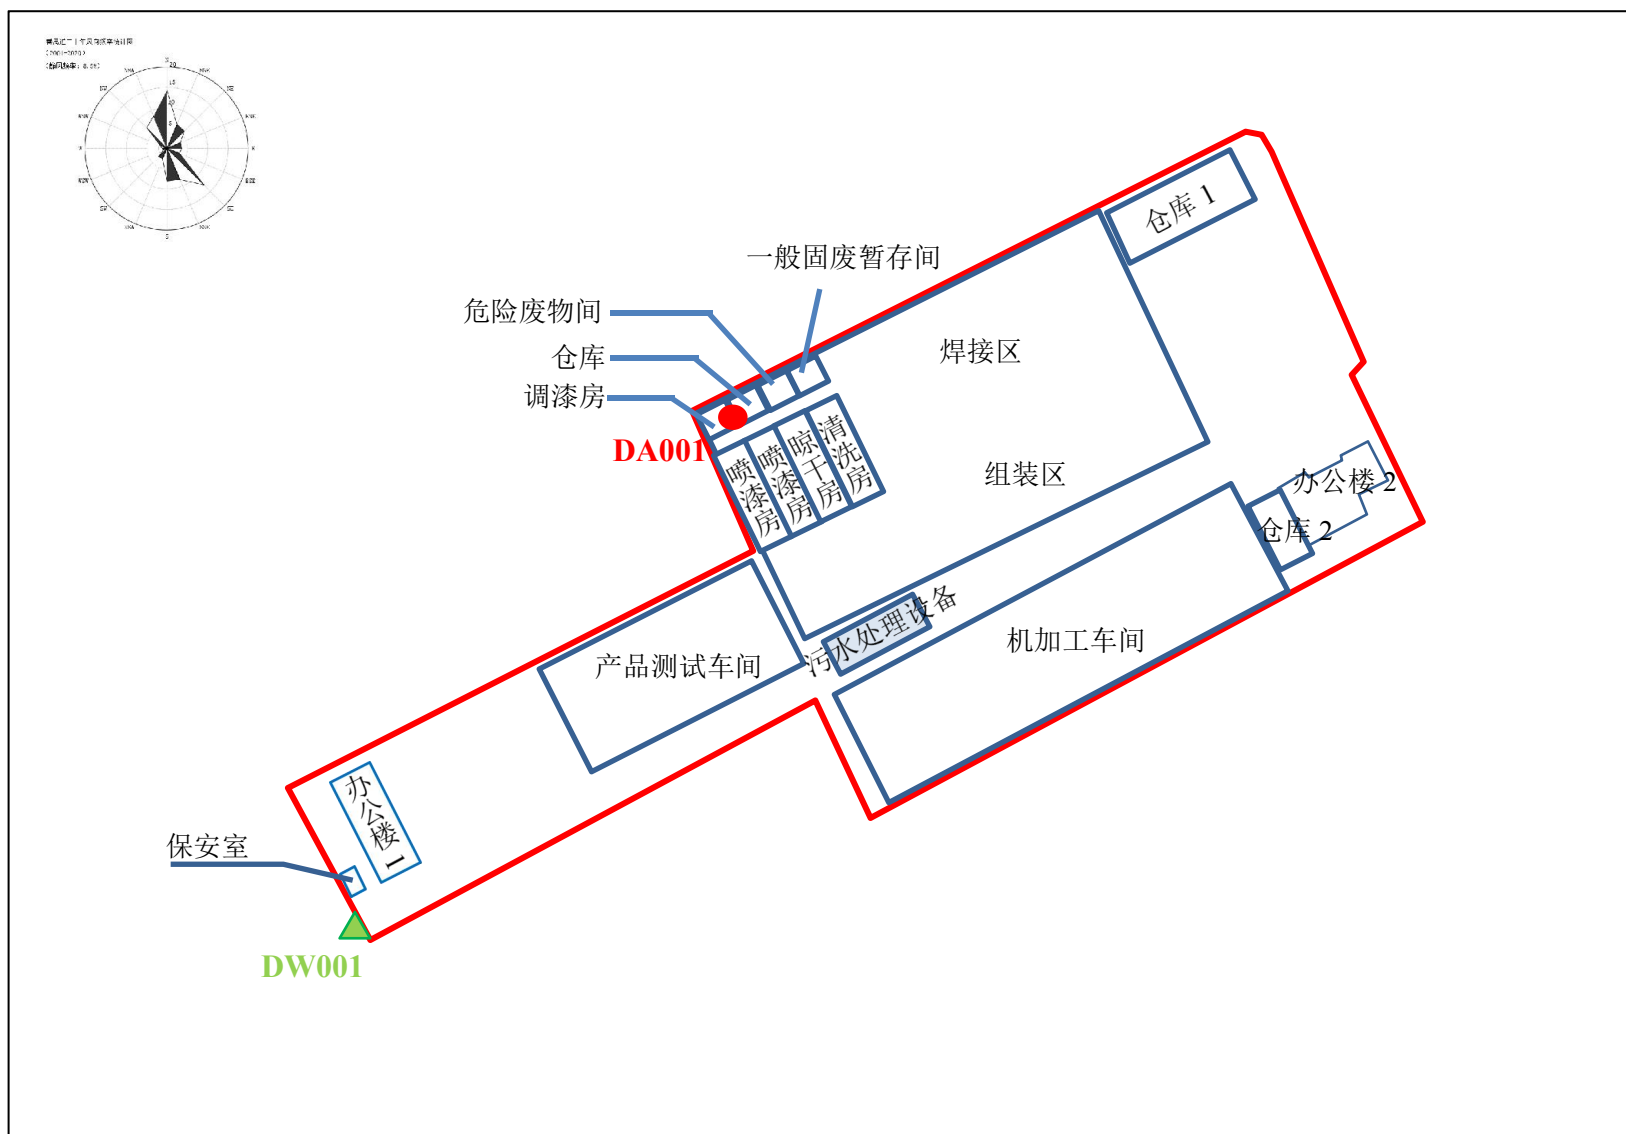 仓库 1
一般固废暂存间
危险废物间
仓库
调漆房
焊接区
DA001
喷漆房
喷漆房
晾干房
清洗房
组装区
办公楼 2
仓库 2
污水处理设备
机加工车间
产品测试车间
办公楼 1
保安室
DW001